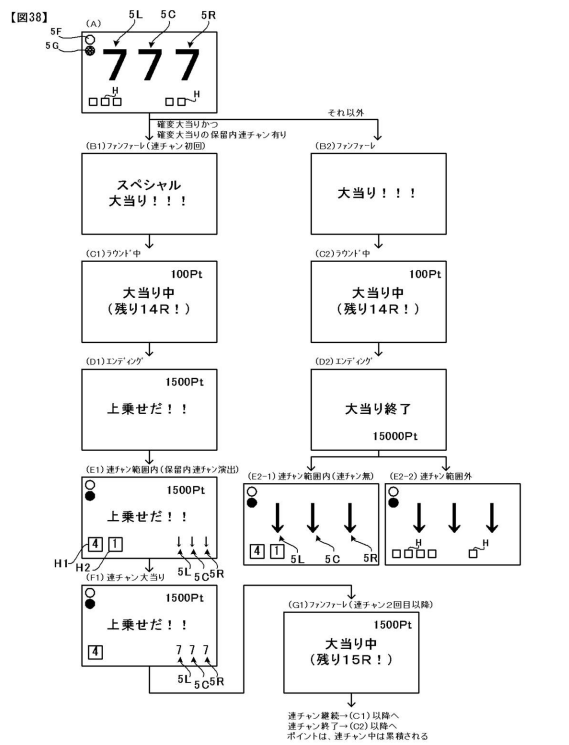 【図38】
(A)
5L 5C 5R
5F
5G
7 7 7
H H
それ以外
確変大当りかつ
確変大当りの保留内連チャン有り
(B1)ファンファーレ(連チャン初回)
(B2)ファンファーレ
スペシャル
大当り！！！
大当り！！！
(C1)ラウンド中
(C2)ラウンド中
100Pt
大当り中
(残り14R！)
100Pt
大当り中
(残り14R！)
(D1)エンディング
(D2)エンディング
1500Pt
上乗せだ！！
大当り終了
15000Pt
(E1)連チャン範囲内(保留内連チャン演出)
(E2-1)連チャン範囲内(連チャン無)
(E2-2)連チャン範囲外
1500Pt
上乗せだ！！
4 1
↓ ↓ ↓
H1
H2
5L 5C 5R
↓ ↓ ↓
4 1
5L 5C 5R
↓ ↓ ↓
H H
(F1)連チャン大当り
1500Pt
上乗せだ！！
4
7 7 7
5L 5C 5R
(G1)ファンファーレ(連チャン2回目以降)
1500Pt
大当り中
(残り15R！)
連チャン継続→(C1)以降へ
連チャン終了→(C2)以降へ
ポイントは、連チャン中は累積される